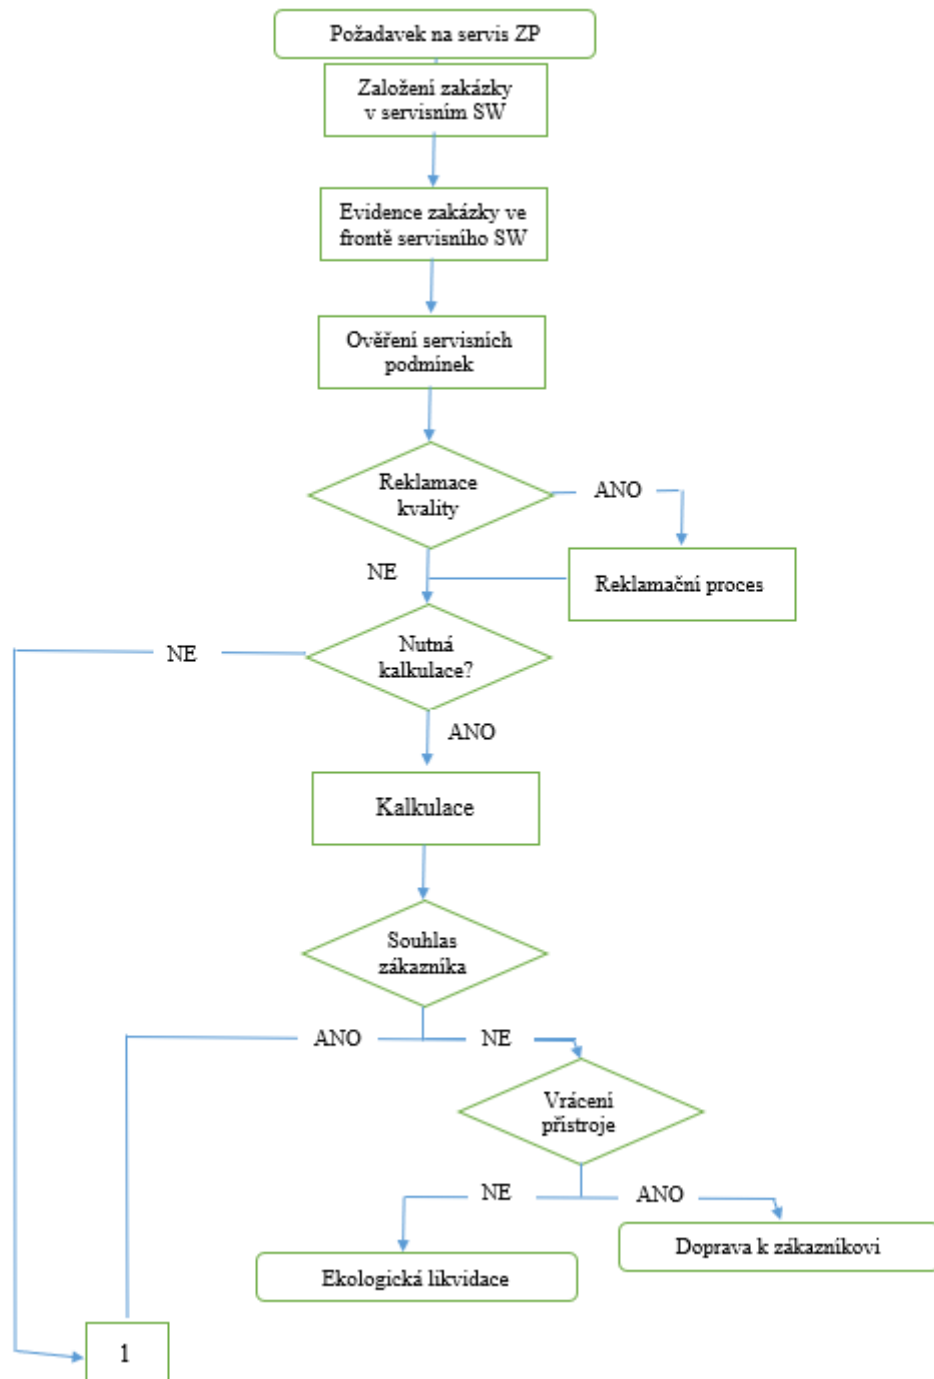 Požadavek na servis ZP
Založení zakázky
v servisním SW
Evidence zakázky ve
frontě servisního SW
Ověření servisních
podmínek
Reklamace
kvality
ANO
NE
Reklamační proces
NE
Nutná
kalkulace?
ANO
Kalkulace
Souhlas
zákazníka
ANO
NE
Vrácení
přístroje
NE
ANO
Doprava k zákazníkovi
Ekologická likvidace
1